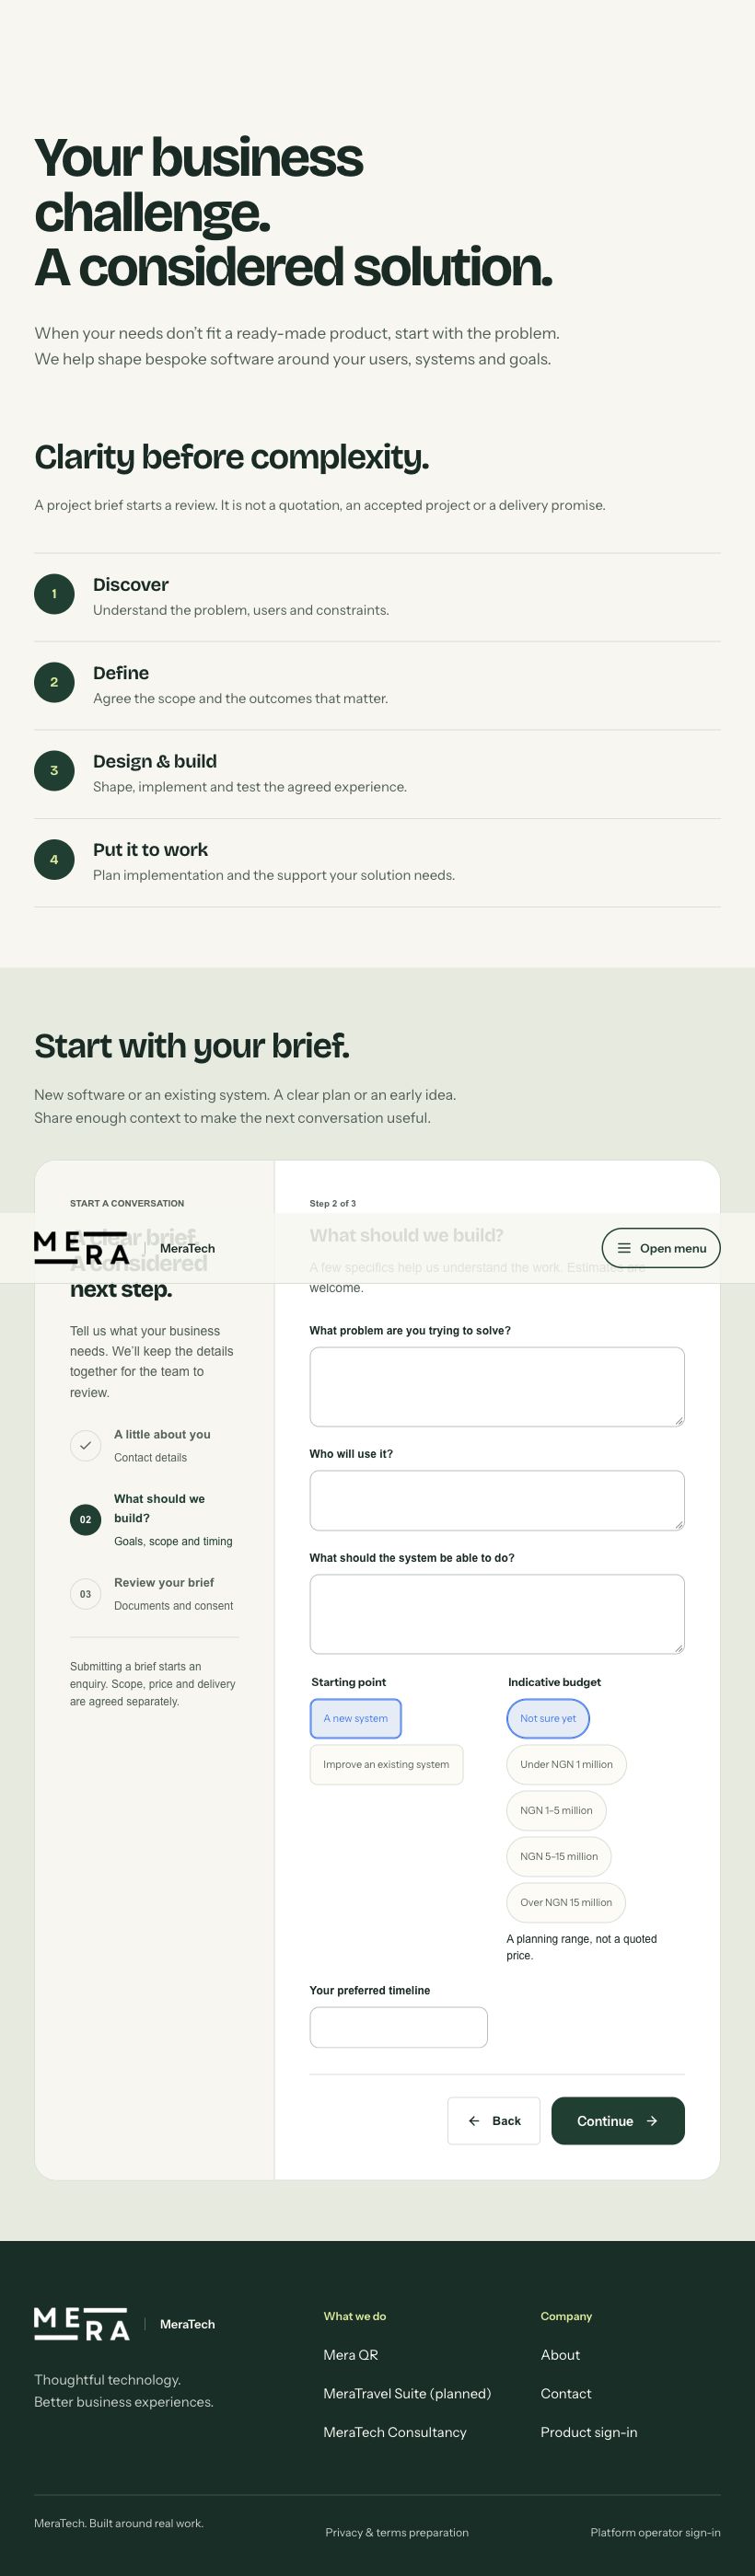 Your business
challenge.
A considered solution.
When your needs don’t fit a ready-made product, start with the problem.
We help shape bespoke software around your users, systems and goals.
Clarity before complexity.
A project brief starts a review. It is not a quotation, an accepted project or a delivery promise.
1
Discover
Understand the problem, users and constraints.
2
Define
Agree the scope and the outcomes that matter.
3
Design & build
Shape, implement and test the agreed experience.
4
Put it to work
Plan implementation and the support your solution needs.
Start with your brief.
New software or an existing system. A clear plan or an early idea.
Share enough context to make the next conversation useful.
START A CONVERSATION
A clear brief.
A considered
next step.
MERA
MeraTech
Open menu
Tell us what your business
needs. We’ll keep the details
together for the team to
review.
A little about you
Contact details
02
What should we
build?
Goals, scope and timing
03
Review your brief
Documents and consent
Submitting a brief starts an
enquiry. Scope, price and delivery
are agreed separately.
Step 2 of 3
What should we build?
A few specifics help us understand the work. Estimates are
welcome.
What problem are you trying to solve?
Who will use it?
What should the system be able to do?
Starting point
A new system
Improve an existing system
Indicative budget
Not sure yet
Under NGN 1 million
NGN 1–5 million
NGN 5–15 million
Over NGN 15 million
A planning range, not a quoted
price.
Your preferred timeline
Back
Continue
MERA
MeraTech
Thoughtful technology.
Better business experiences.
What we do
Mera QR
MeraTravel Suite (planned)
MeraTech Consultancy
Company
About
Contact
Product sign-in
MeraTech. Built around real work.
Privacy & terms preparation
Platform operator sign-in